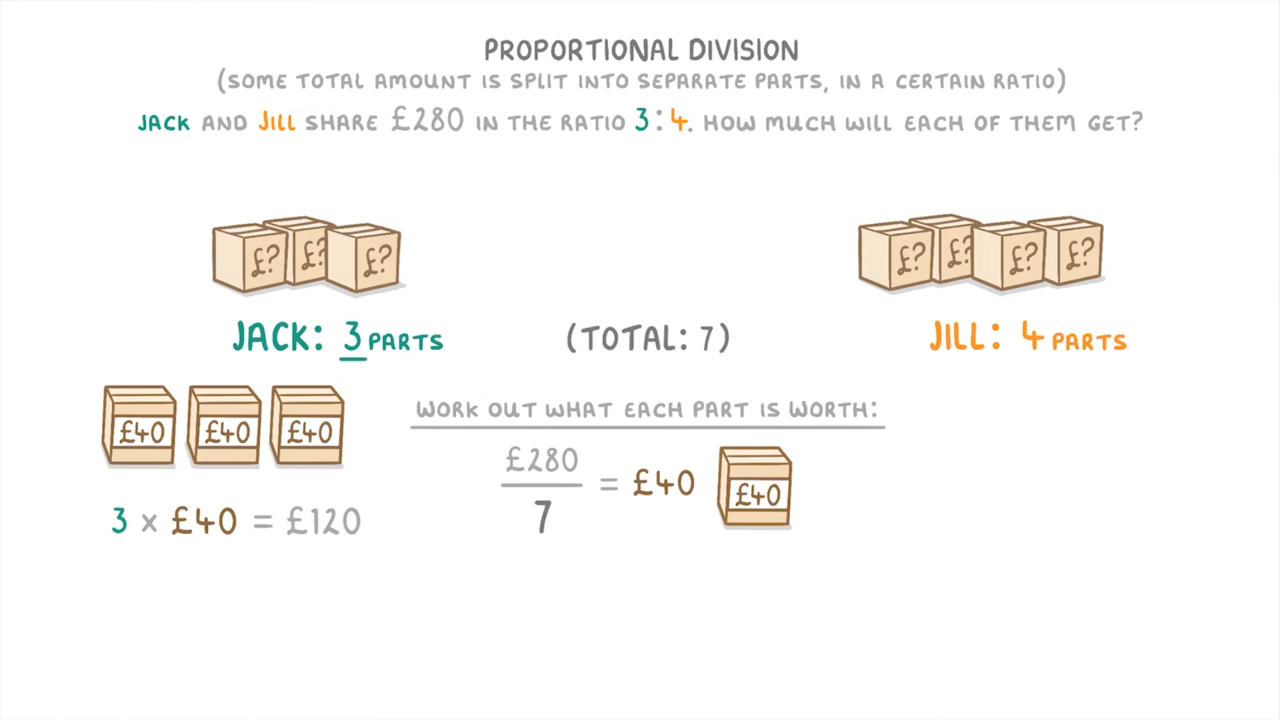 PROPORTIONAL DIVISION
(SOME TOTAL AMOUNT IS SPLIT INTO SEPARATE PARTS, IN A CERTAIN RATIO)
JACK AND JILL SHARE £280 IN THE RATIO 3:4. HOW MUCH WILL EACH OF THEM GET?
£? £? £?
£? £? £? £?
JACK: 3 PARTS
(TOTAL: 7)
JILL: 4 PARTS
£40 £40 £40
3 × £40 = £120
WORK OUT WHAT EACH PART IS WORTH:
£280
7
= £40
£40